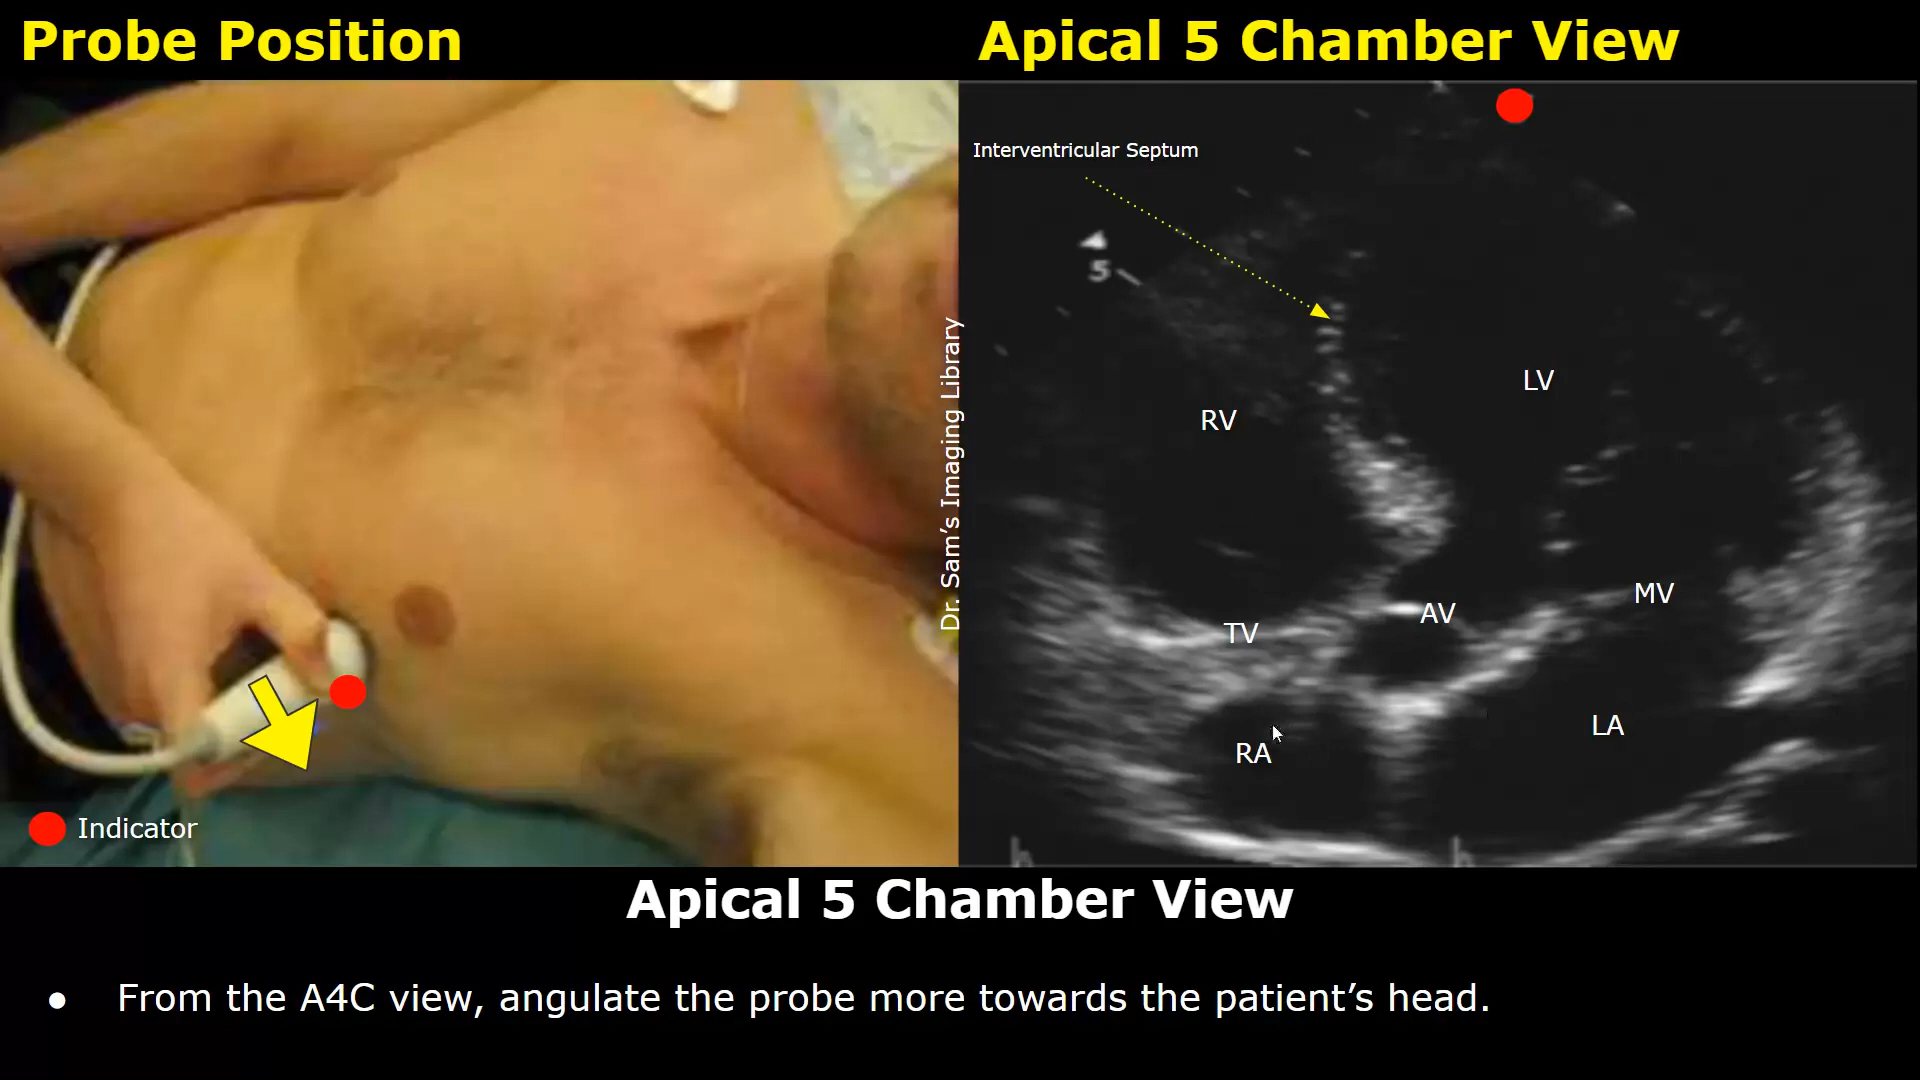 Probe Position
Apical 5 Chamber View
Interventricular Septum
5
LV
RV
Dr. Sam's Imaging Library
MV
AV
TV
LA
RA
Indicator
h
h
Apical 5 Chamber View
● From the A4C view, angulate the probe more towards the patient's head.